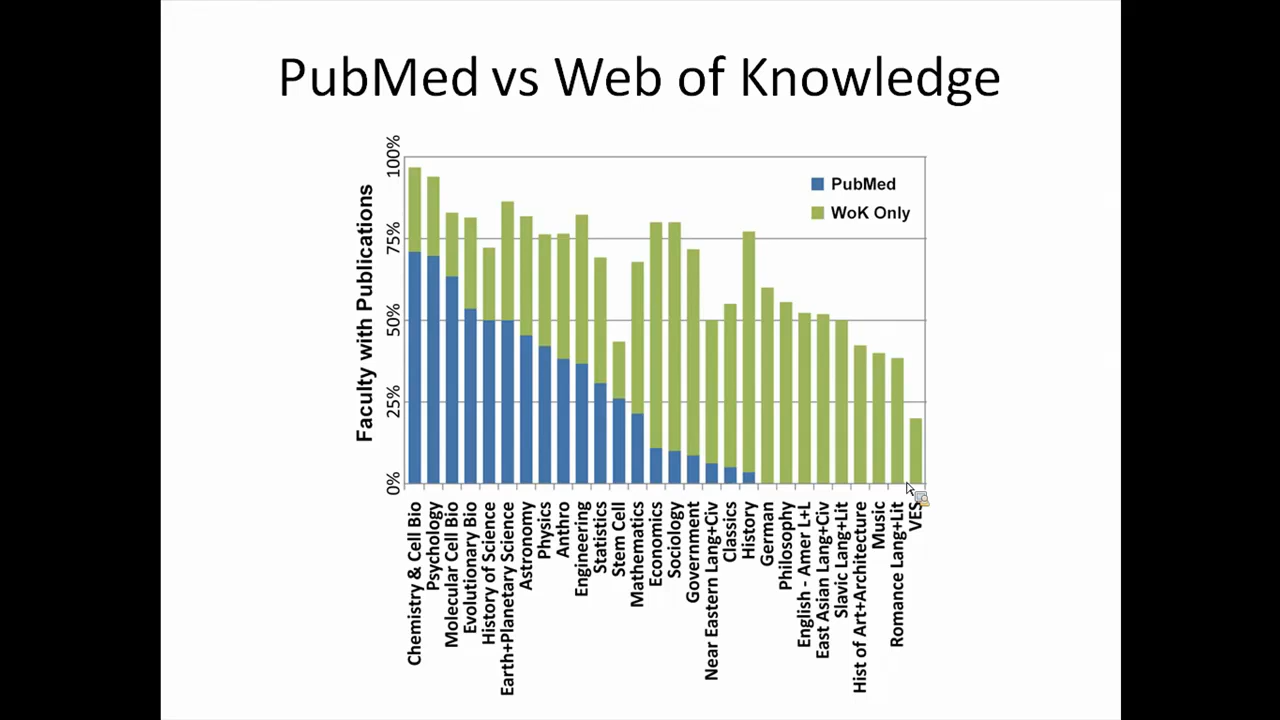 PubMed vs Web of Knowledge
100%
75%
50%
25%
0%
Faculty with Publications
PubMed
WoK Only
Chemistry & Cell Bio
Psychology
Molecular Cell Bio
Evolutionary Bio
History of Science
Earth+Planetary Science
Astronomy
Physics
Anthro
Engineering
Statistics
Stem Cell
Mathematics
Economics
Sociology
Government
Near Eastern Lang+Civ
Classics
History
German
Philosophy
English - Amer L+L
East Asian Lang+Civ
Slavic Lang+Lit
Hist of Art+Architecture
Music
Romance Lang+Lit
VES